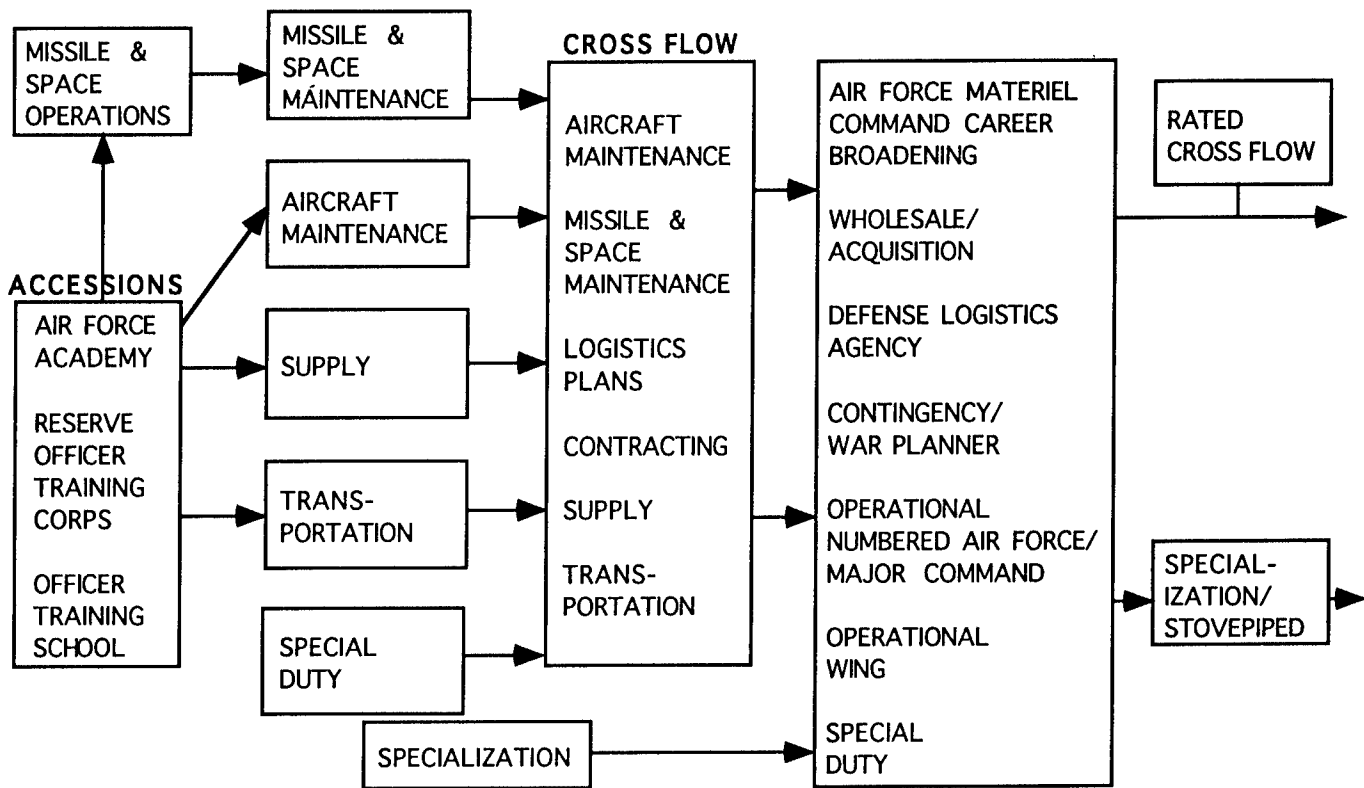 MISSILE &
SPACE
OPERATIONS
MISSILE &
SPACE
MÁINTENANCE
AIRCRAFT
MAINTENANCE
ACCESSIONS
AIR FORCE
ACADEMY
RESERVE
OFFICER
TRAINING
CORPS
OFFICER
TRAINING
SCHOOL
SUPPLY
TRANS-
PORTATION
SPECIAL
DUTY
SPECIALIZATION
CROSS FLOW
AIRCRAFT
MAINTENANCE
MISSILE &
SPACE
MAINTENANCE
LOGISTICS
PLANS
CONTRACTING
SUPPLY
TRANS-
PORTATION
AIR FORCE MATERIEL
COMMAND CAREER
BROADENING
WHOLESALE/
ACQUISITION
DEFENSE LOGISTICS
AGENCY
CONTINGENCY/
WAR PLANNER
OPERATIONAL
NUMBERED AIR FORCE/
MAJOR COMMAND
OPERATIONAL
WING
SPECIAL
DUTY
RATED
CROSS FLOW
SPECIAL-
IZATION/
STOVEPIPED